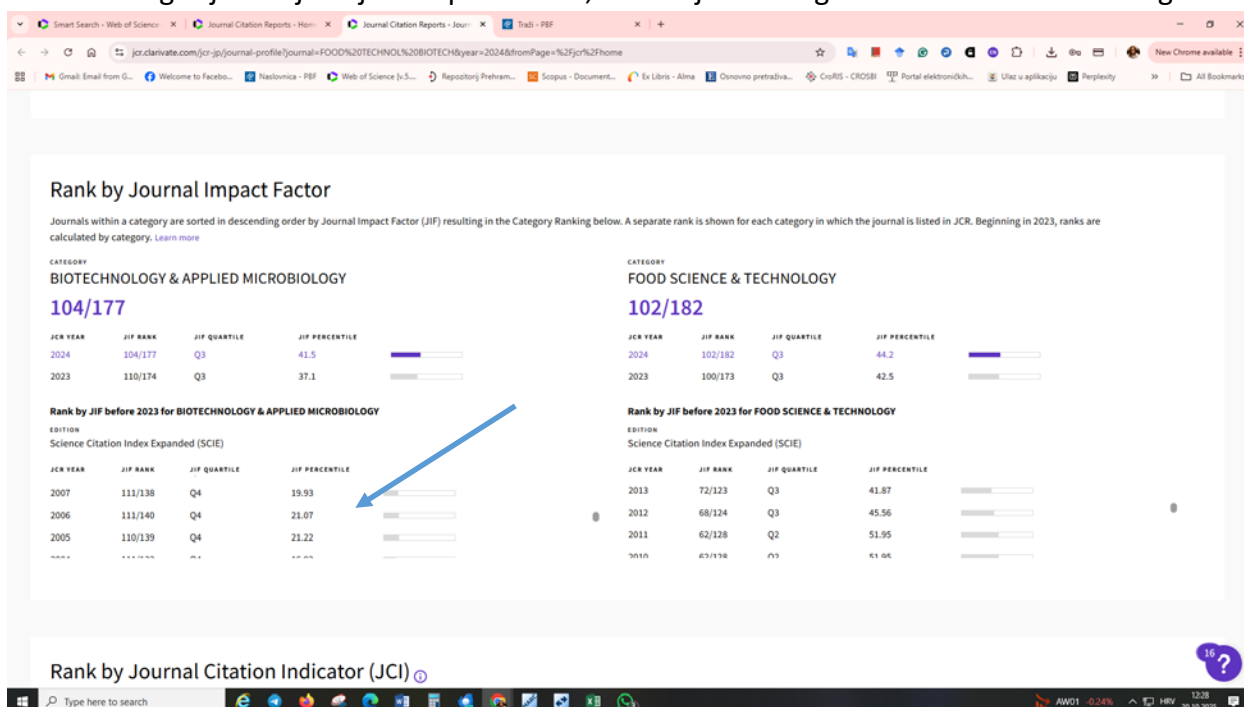 Smart Search - Web of Science
Journal Citation Reports - Hom
Journal Citation Reports - Journ
Traži - PBF
jcr.clarivate.com/jcr-jp/journal-profile?journal=FOOD%20TECHNOL%20BIOTECH&year=2024&fromPage=%2Fjcr%2Fhome
New Chrome available
Gmail: Email from G...
Welcome to Facebo...
Naslovnica - PBF
Web of Science [v.5...
Repozitorij Prehram...
Scopus - Document...
Ex Libris - Alma
Osnovno pretraživa...
CroRIS - CROSBI
Portal elektroničkih...
Ulaz u aplikaciju
Perplexity
All Bookmarks
Rank by Journal Impact Factor
Journals within a category are sorted in descending order by Journal Impact Factor (JIF) resulting in the Category Ranking below. A separate rank is shown for each category in which the journal is listed in JCR. Beginning in 2023, ranks are
calculated by category. Learn more
CATEGORY
BIOTECHNOLOGY & APPLIED MICROBIOLOGY
104/177
JCR YEAR JIF RANK JIF QUARTILE JIF PERCENTILE
2024 104/177 Q3 41.5
2023 110/174 Q3 37.1
Rank by JIF before 2023 for BIOTECHNOLOGY & APPLIED MICROBIOLOGY
EDITION
Science Citation Index Expanded (SCIE)
JCR YEAR JIF RANK JIF QUARTILE JIF PERCENTILE
2007 111/138 Q4 19.93
2006 111/140 Q4 21.07
2005 110/139 Q4 21.22
CATEGORY
FOOD SCIENCE & TECHNOLOGY
102/182
JCR YEAR JIF RANK JIF QUARTILE JIF PERCENTILE
2024 102/182 Q3 44.2
2023 100/173 Q3 42.5
Rank by JIF before 2023 for FOOD SCIENCE & TECHNOLOGY
EDITION
Science Citation Index Expanded (SCIE)
JCR YEAR JIF RANK JIF QUARTILE JIF PERCENTILE
2013 72/123 Q3 41.87
2012 68/124 Q3 45.56
2011 62/128 Q2 51.95
2010 62/128 Q2 51.95
Rank by Journal Citation Indicator (JCI)
16
?
Type here to search
AW01 -0.24%
HRV
12:28